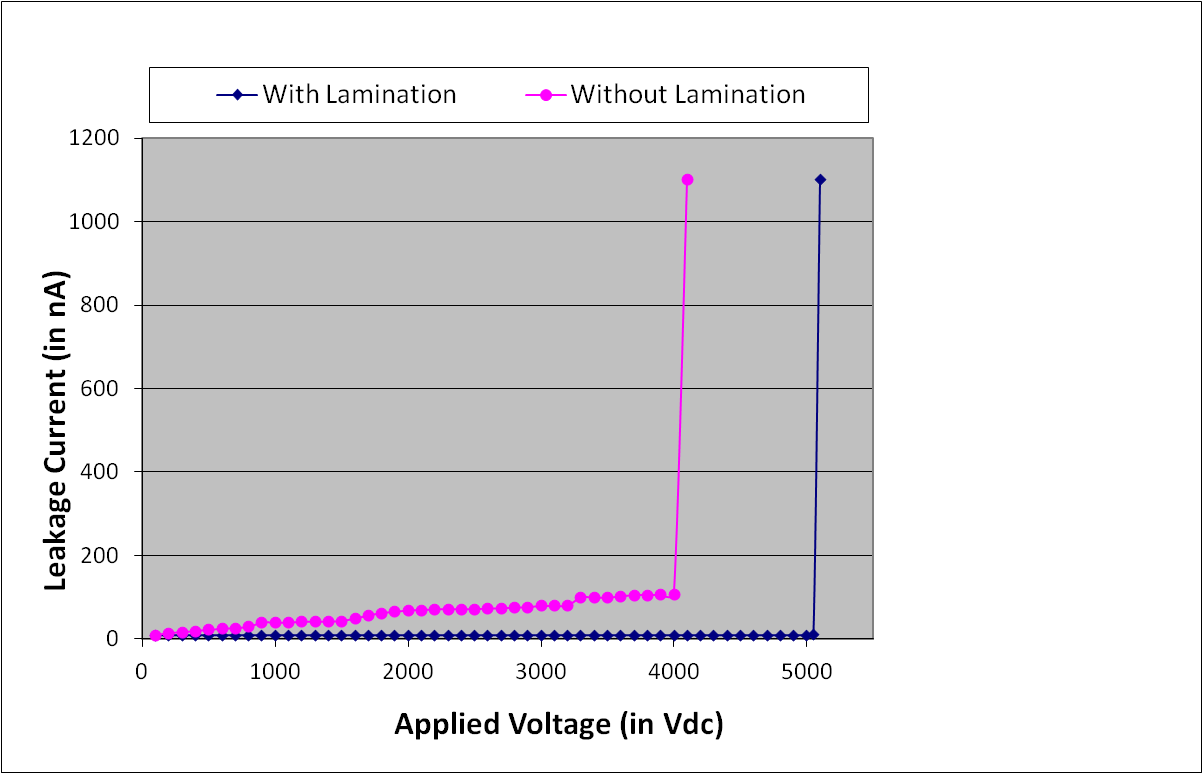 With Lamination Without Lamination
1200
1000
800
600
400
200
0
0 1000 2000 3000 4000 5000
Leakage Current (in nA)
Applied Voltage (in Vdc)